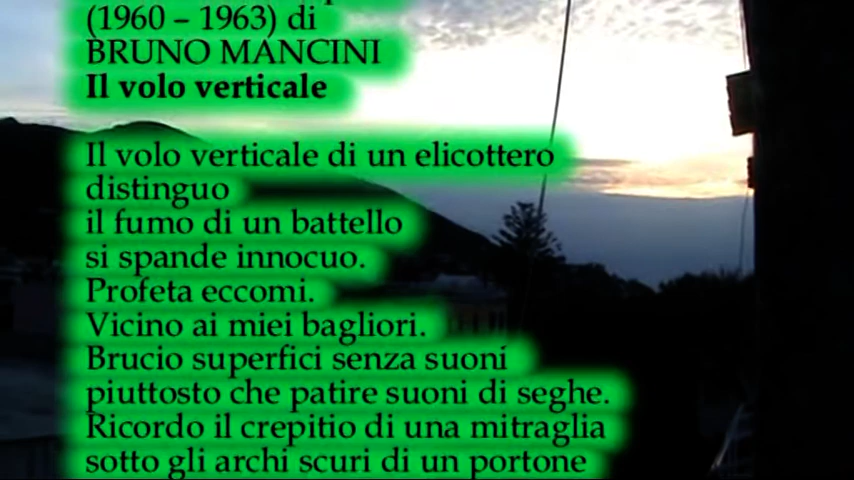 (1960 – 1963) di
BRUNO MANCINI
Il volo verticale
Il volo verticale di un elicottero
distinguo
il fumo di un battello
si spande innocuo.
Profeta eccomi.
Vicino ai miei bagliori.
Brucio superfici senza suoni
piuttosto che patire suoni di seghe.
Ricordo il crepitio di una mitraglia
sotto gli archi scuri di un portone